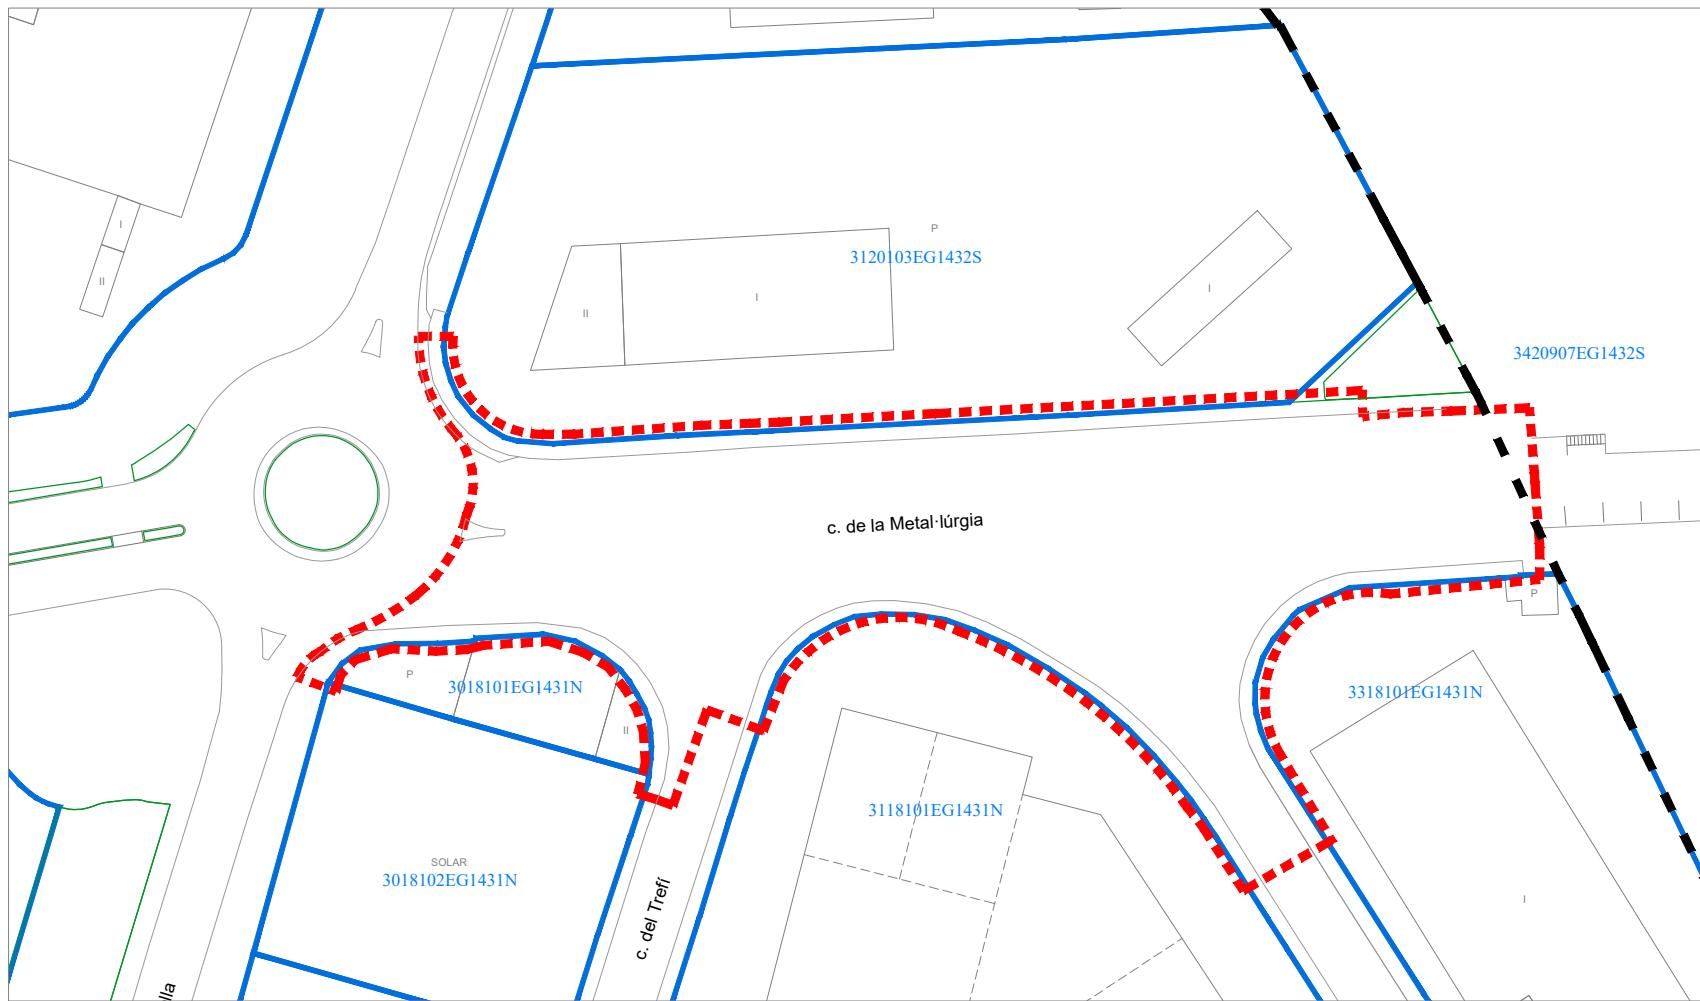 I
II
P
3120103EG1432S
I
II
I
3420907EG1432S
c. de la Metal·lúrgia
P
P
3018101EG1431N
II
3318101EG1431N
3118101EG1431N
SOLAR
3018102EG1431N
c. del Trefí
I
lla